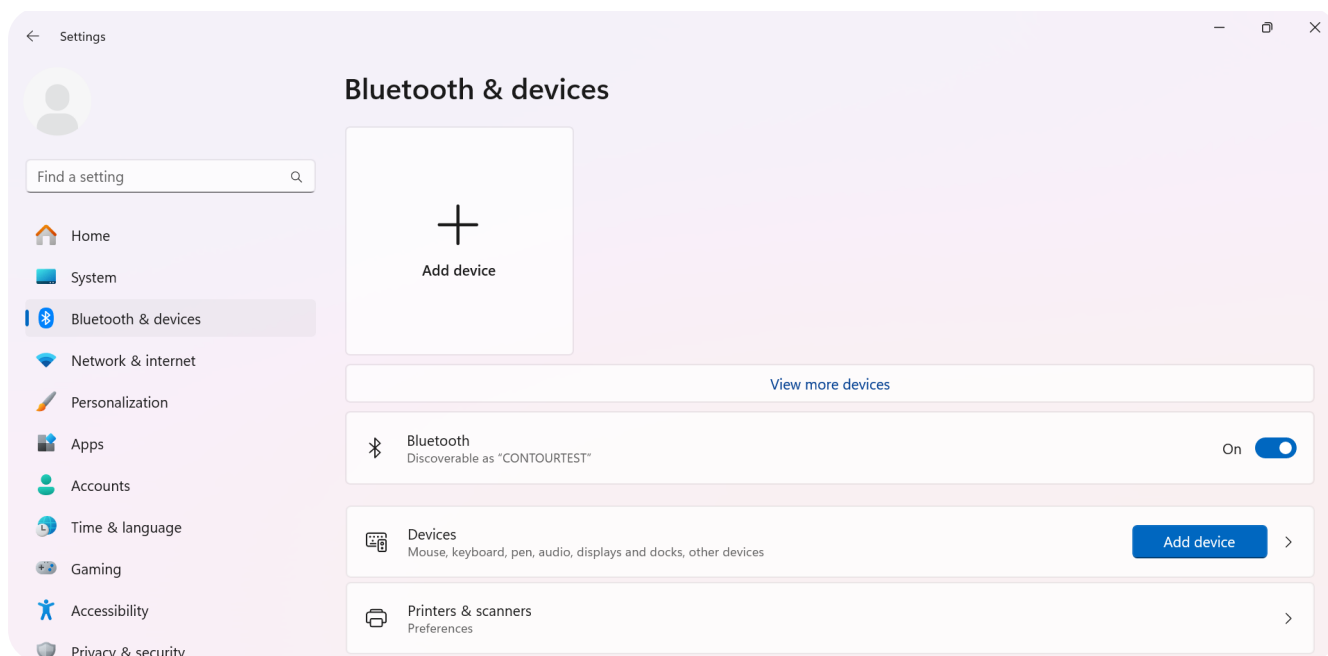 Settings
Find a setting
Home
System
Bluetooth & devices
Network & internet
Personalization
Apps
Accounts
Time & language
Gaming
Accessibility
Privacy & security
Bluetooth & devices
Add device
View more devices
Bluetooth
Discoverable as “CONTOURTEST”
On
Devices
Mouse, keyboard, pen, audio, displays and docks, other devices
Add device
Printers & scanners
Preferences